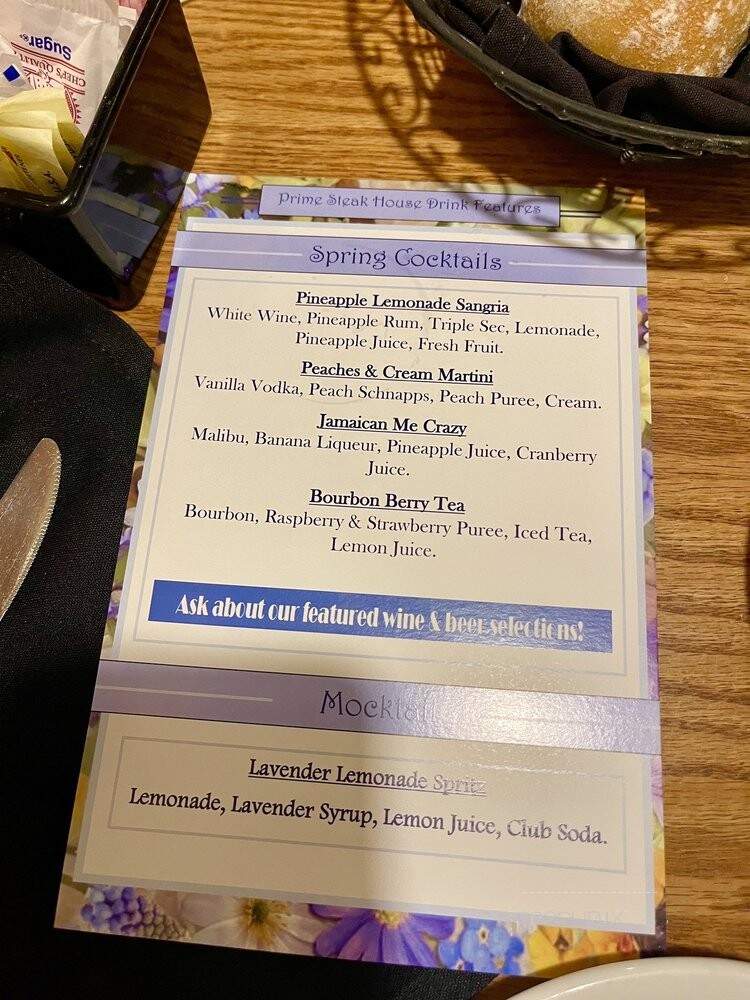 Sugar®
CHEF'S QUALITY
Prime Steak House Drink Features
Spring Cocktails
Pineapple Lemonade Sangria
White Wine, Pineapple Rum, Triple Sec, Lemonade,
Pineapple Juice, Fresh Fruit.
Peaches & Cream Martini
Vanilla Vodka, Peach Schnapps, Peach Puree, Cream.
Jamaican Me Crazy
Malibu, Banana Liqueur, Pineapple Juice, Cranberry
Juice.
Bourbon Berry Tea
Bourbon, Raspberry & Strawberry Puree, Iced Tea,
Lemon Juice.
Ask about our featured wine & beer selections!
Lavender Lemonade Spritz
Lemonade, Lavender Syrup, Lemon Juice, Club Soda.